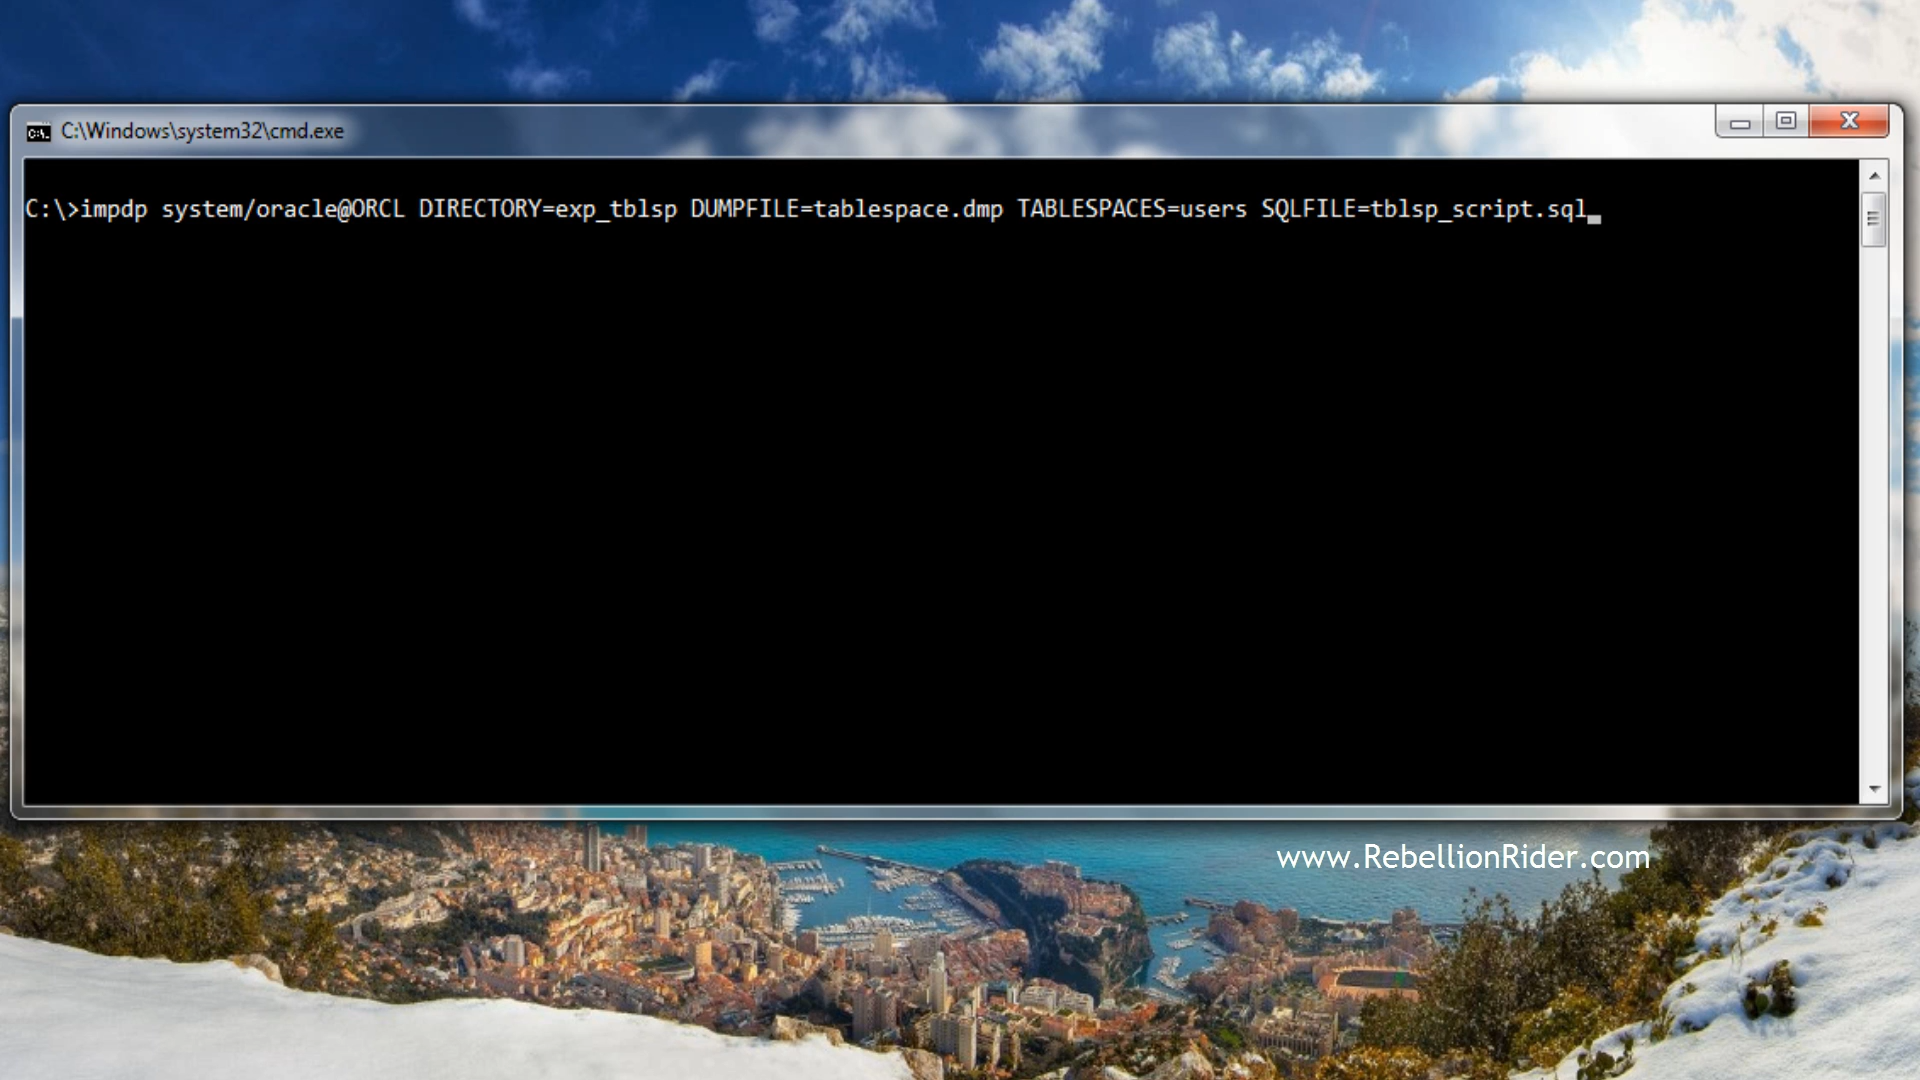 C:\Windows\system32\cmd.exe
C:\>impdp system/oracle@ORCL DIRECTORY=exp_tblsp DUMPFILE=tablespace.dmp TABLESPACES=users SQLFILE=tblsp_script.sql
www.RebellionRider.com